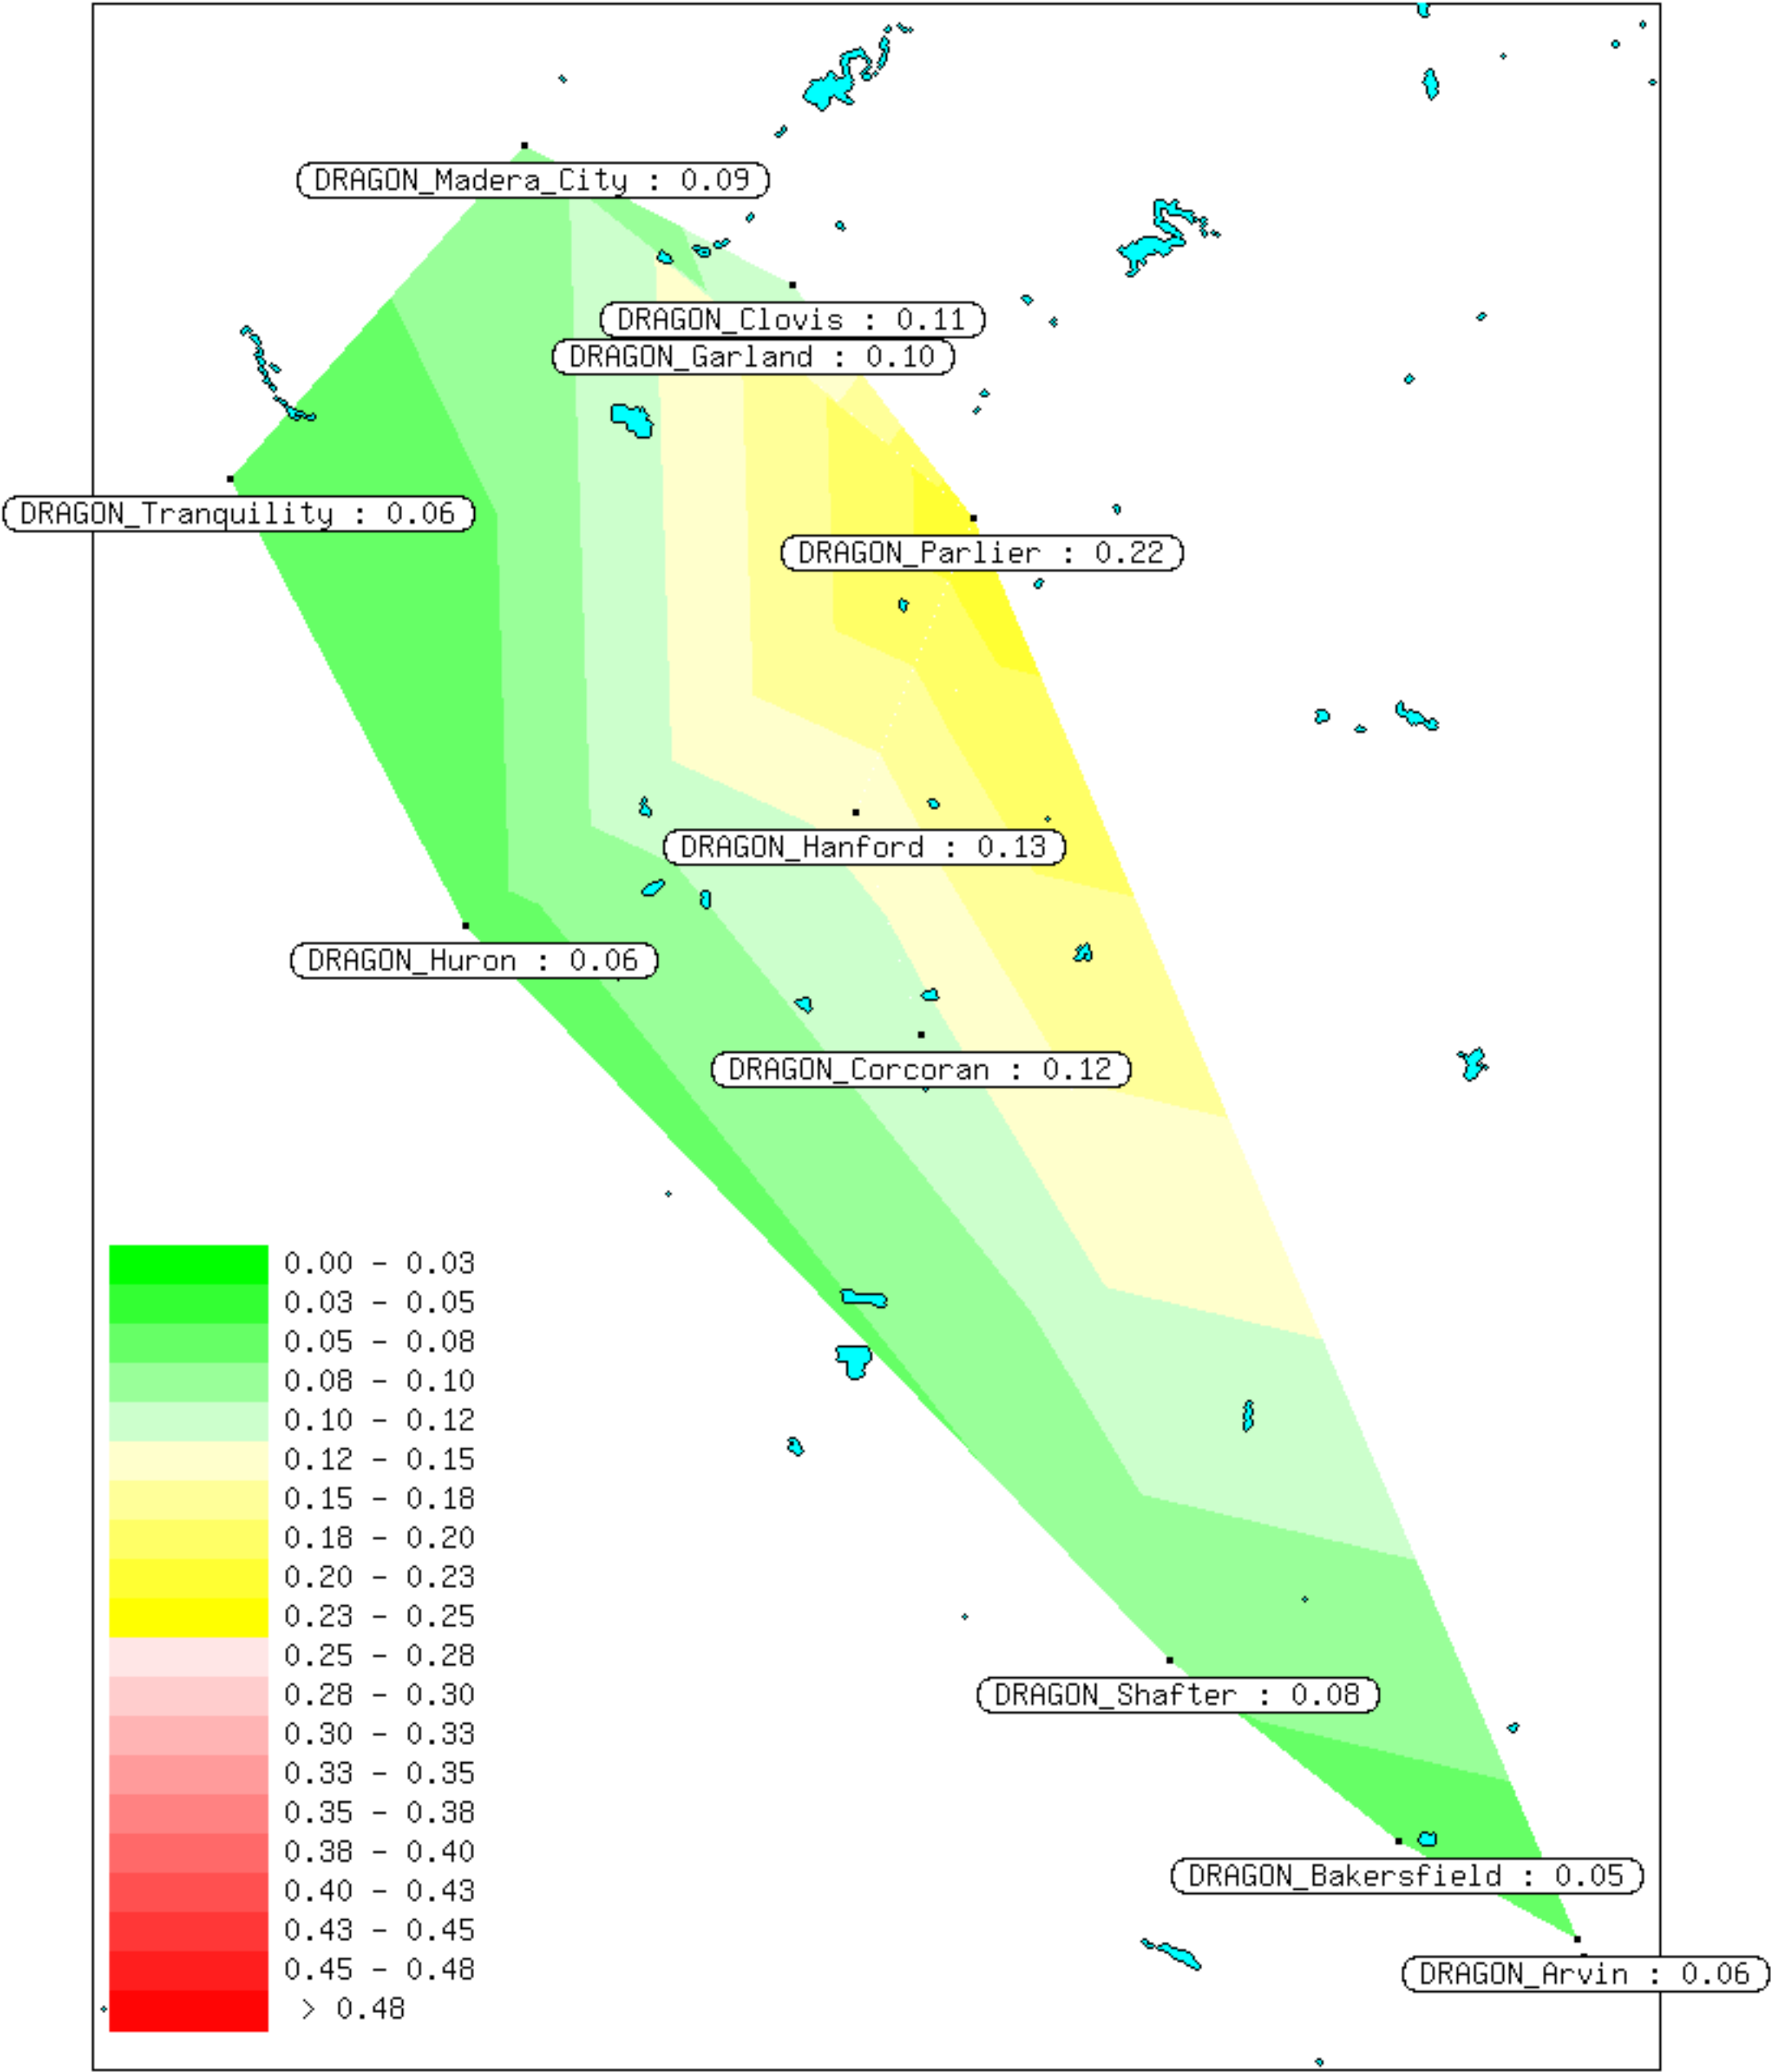 DRAGON_Madera_City : 0.09
DRAGON_Clovis : 0.11
DRAGON_Garland : 0.10
DRAGON_Tranquility : 0.06
DRAGON_Parlier : 0.22
DRAGON_Hanford : 0.13
DRAGON_Huron : 0.06
DRAGON_Corcoran : 0.12
0.00 - 0.03
0.03 - 0.05
0.05 - 0.08
0.08 - 0.10
0.10 - 0.12
0.12 - 0.15
0.15 - 0.18
0.18 - 0.20
0.20 - 0.23
0.23 - 0.25
0.25 - 0.28
0.28 - 0.30
0.30 - 0.33
0.33 - 0.35
0.35 - 0.38
0.38 - 0.40
0.40 - 0.43
0.43 - 0.45
0.45 - 0.48
> 0.48
DRAGON_Shafter : 0.08
DRAGON_Bakersfield : 0.05
DRAGON_Arvin : 0.06